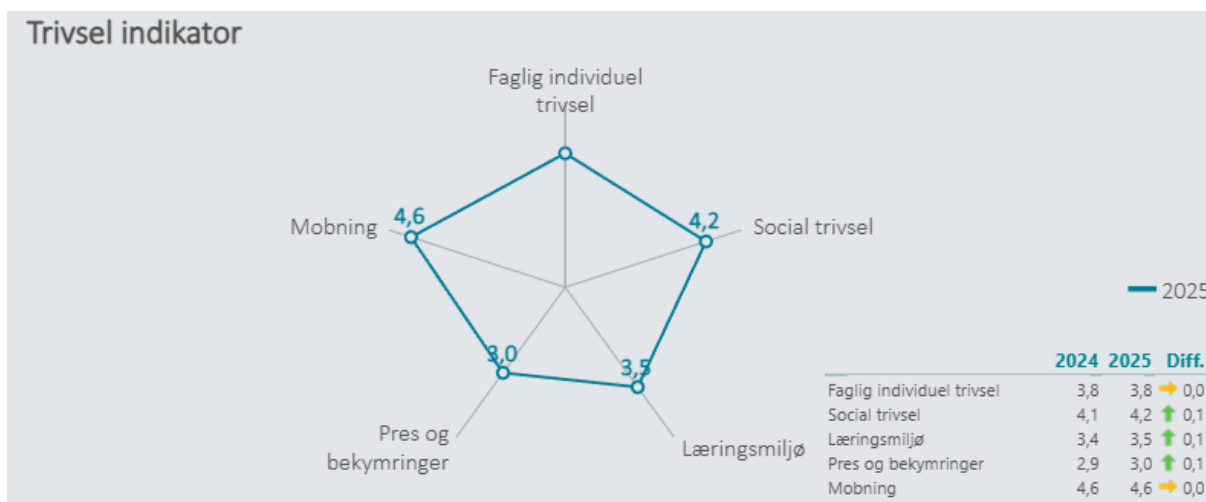 Trivsel indikator
Faglig individuel
trivsel
4,6
4,2
Mobning
Social trivsel
2025
3,0
3,5
Pres og
bekymringer
Læringsmiljø
2024 2025 Diff.
Faglig individuel trivsel 3,8 3,8 0,0
Social trivsel 4,1 4,2 0,1
Læringsmiljø 3,4 3,5 0,1
Pres og bekymringer 2,9 3,0 0,1
Mobning 4,6 4,6 0,0